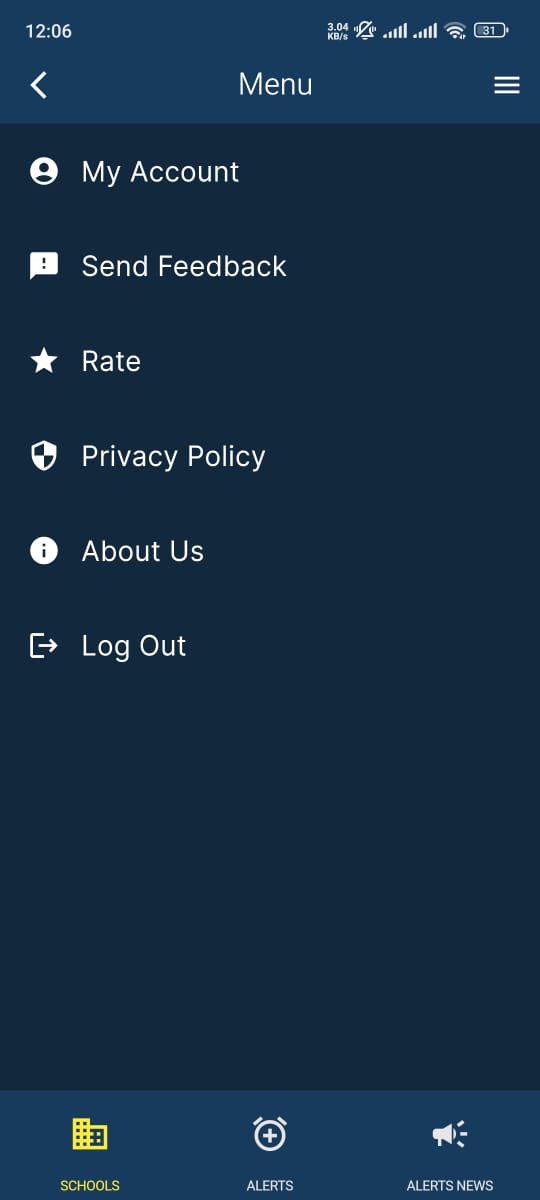 12:06
3.04
KB/s
31
Menu
My Account
Send Feedback
Rate
Privacy Policy
About Us
Log Out
SCHOOLS
ALERTS
ALERTS NEWS